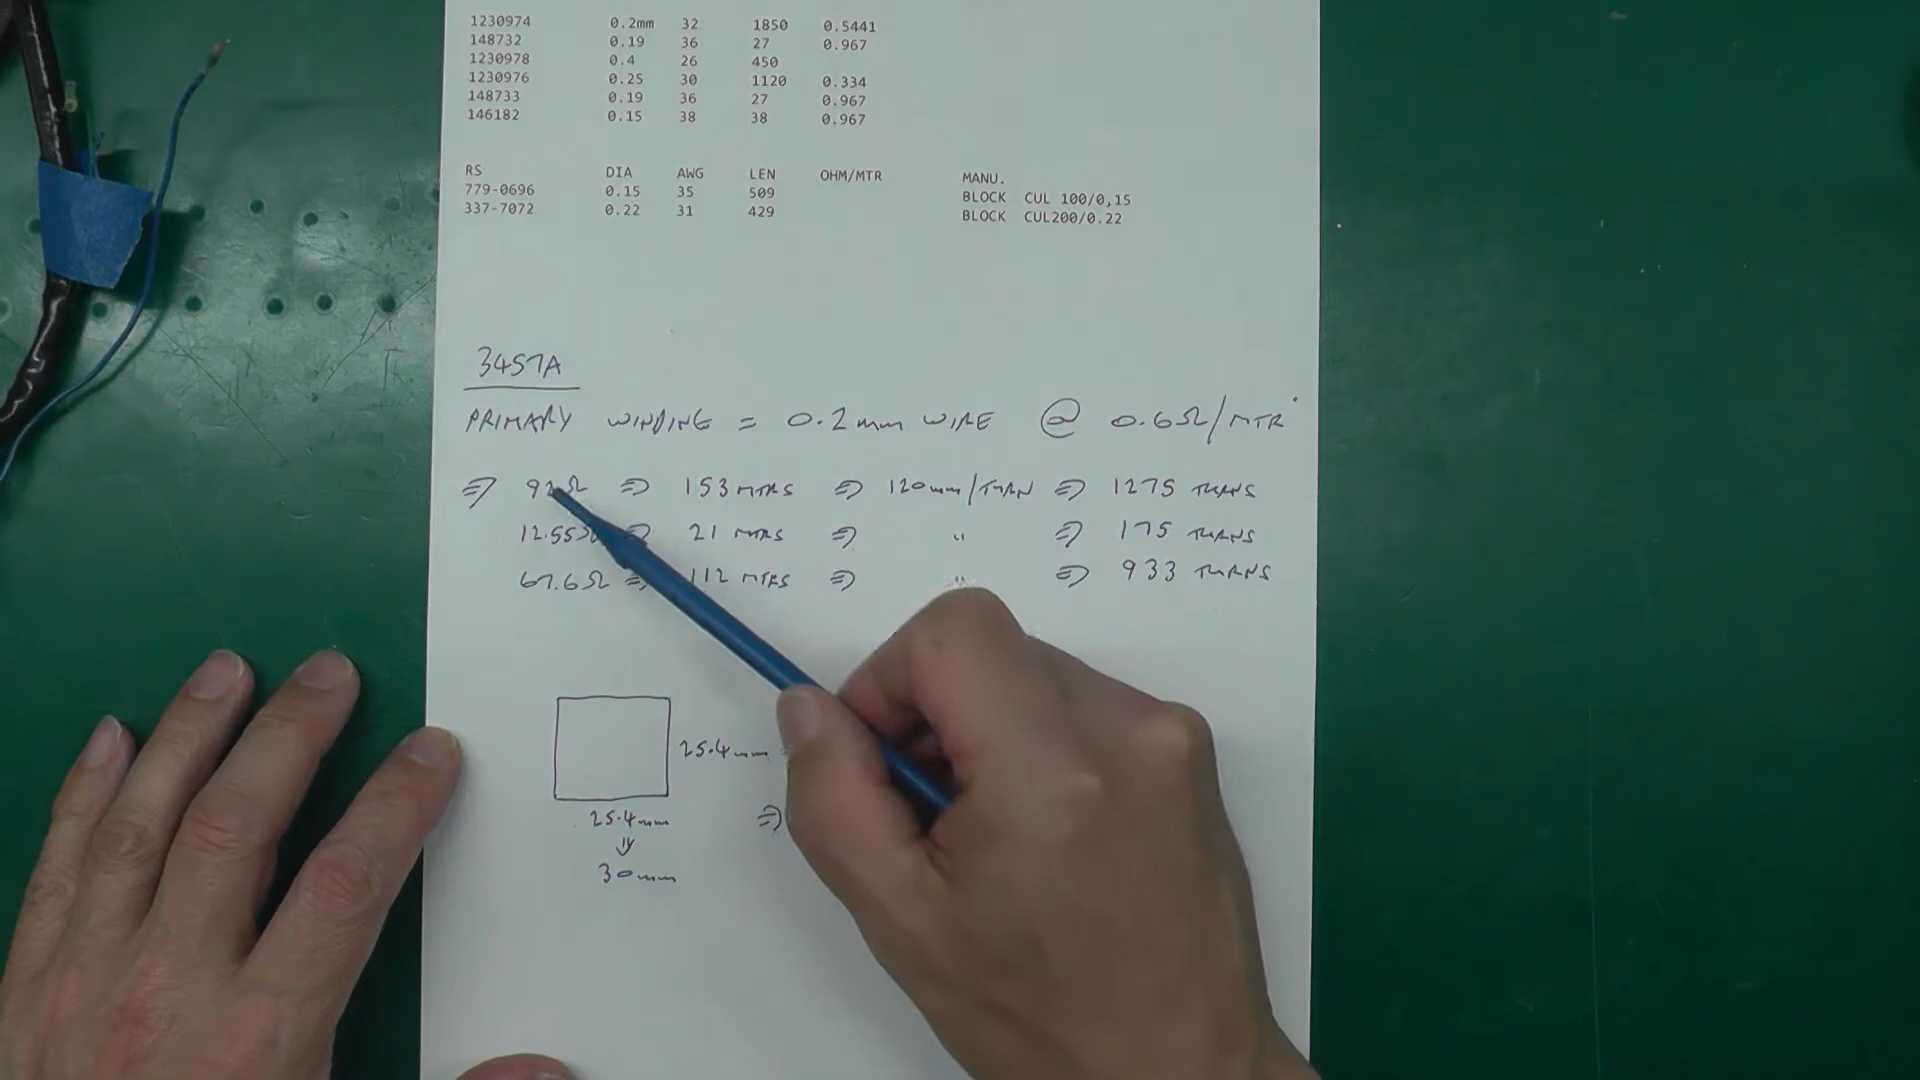 1230974 0.2mm 32 1850 0.5441
148732 0.19 36 27 0.967
1230978 0.4 26 450
1230976 0.25 30 1120 0.334
148733 0.19 36 27 0.967
146182 0.15 38 38 0.967
RS DIA AWG LEN OHM/MTR MANU.
779-0696 0.15 35 509 BLOCK CUL 100/0,15
337-7072 0.22 31 429 BLOCK CUL200/0.22
3457A
PRIMARY WINDING = 0.2mm WIRE @ 0.6Ω/MTR
⇒ 92Ω ⇒ 153 MTRS ⇒ 120mm/TURN ⇒ 1275 TURNS
12.55Ω ⇒ 21 MTRS ⇒ " ⇒ 175 TURNS
67.6Ω ⇒ 112 MTRS ⇒ " ⇒ 933 TURNS
25.4mm
25.4mm ⇒
⇓
30mm